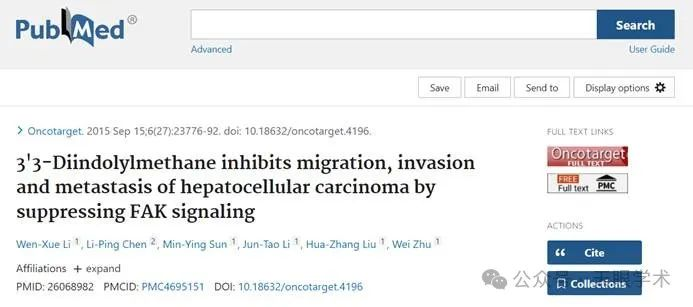 PubMed®
Search
Advanced
User Guide
Save
Email
Send to
Display options
> Oncotarget. 2015 Sep 15;6(27):23776-92. doi: 10.18632/oncotarget.4196.
3'3-Diindolylmethane inhibits migration, invasion
and metastasis of hepatocellular carcinoma by
suppressing FAK signaling
Wen-Xue Li 1, Li-Ping Chen 2, Min-Ying Sun 1, Jun-Tao Li 1, Hua-Zhang Liu 1, Wei Zhu 1
Affiliations + expand
PMID: 26068982 PMCID: PMC4695151 DOI: 10.18632/oncotarget.4196
FULL TEXT LINKS
Oncotarget
FULL TEXT
FREE
Full text PMC
ACTIONS
Cite
Collections
公众号 · 天眼学术